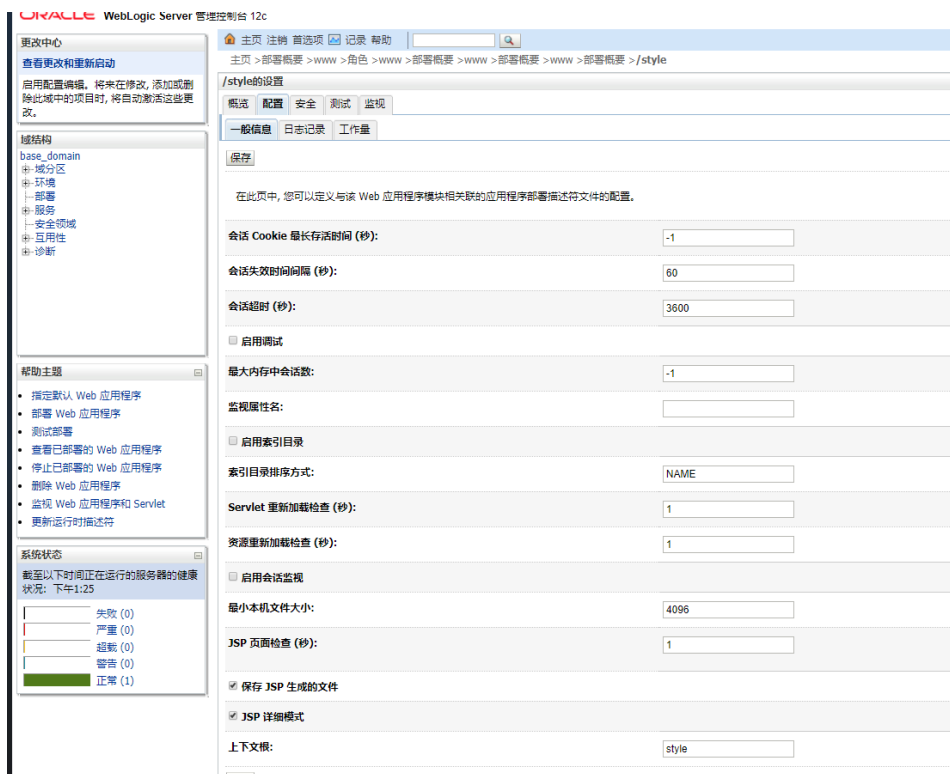 ORACLE WebLogic Server 管理控制台 12c
更改中心
查看更改和重新启动
启用配置编辑。将来在修改, 添加或删
除此域中的项目时, 将自动激活这些更
改。
域结构
base_domain
域分区
环境
部署
服务
安全领域
互用性
诊断
帮助主题
指定默认 Web 应用程序
部署 Web 应用程序
测试部署
查看已部署的 Web 应用程序
停止已部署的 Web 应用程序
删除 Web 应用程序
监视 Web 应用程序和 Servlet
更新运行时描述符
系统状态
截至以下时间正在运行的服务器的健康
状况: 下午1:25
失败 (0)
严重 (0)
超载 (0)
警告 (0)
正常 (1)
主页 注销 首选项 记录 帮助
主页 >部署概要 >www >角色 >www >部署概要 >www >部署概要 >www >部署概要 >/style
/style的设置
概览 配置 安全 测试 监视
一般信息 日志记录 工作量
保存
在此页中, 您可以定义与该 Web 应用程序模块相关联的应用程序部署描述符文件的配置。
会话 Cookie 最长存活时间 (秒): -1
会话失效时间间隔 (秒): 60
会话超时 (秒): 3600
启用调试
最大内存中会话数: -1
监视属性名:
启用索引目录
索引目录排序方式: NAME
Servlet 重新加载检查 (秒): 1
资源重新加载检查 (秒): 1
启用会话监视
最小本机文件大小: 4096
JSP 页面检查 (秒): 1
保存 JSP 生成的文件
JSP 详细模式
上下文根: style